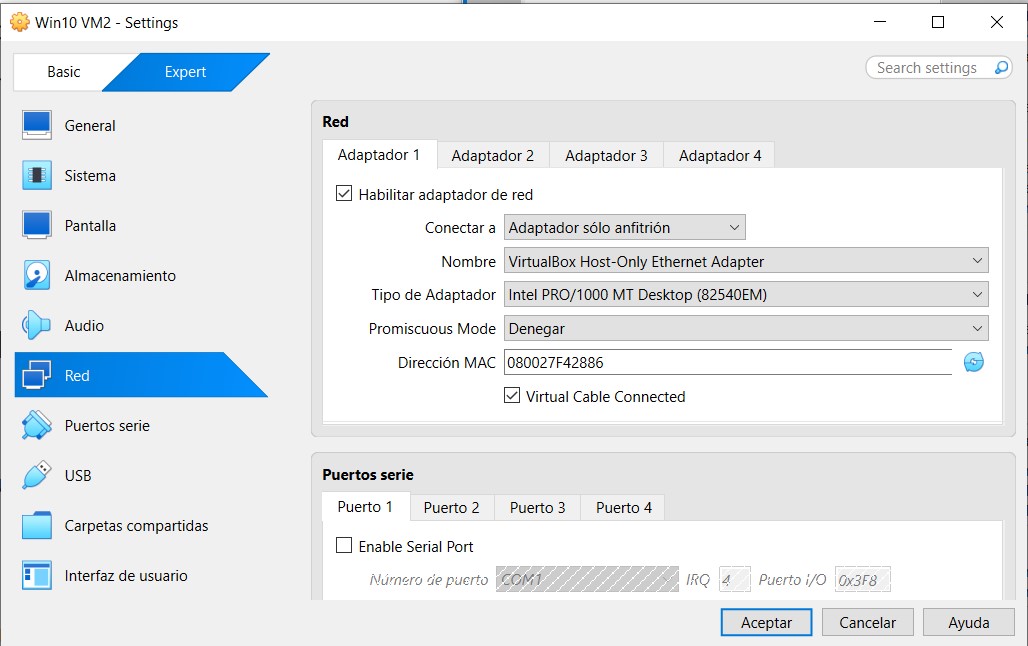 Win10 VM2 - Settings
Basic
Expert
Search settings
General
Sistema
Pantalla
Almacenamiento
Audio
Red
Puertos serie
USB
Carpetas compartidas
Interfaz de usuario
Red
Adaptador 1
Adaptador 2
Adaptador 3
Adaptador 4
Habilitar adaptador de red
Conectar a Adaptador sólo anfitrión
Nombre VirtualBox Host-Only Ethernet Adapter
Tipo de Adaptador Intel PRO/1000 MT Desktop (82540EM)
Promiscuous Mode Denegar
Dirección MAC 080027F42886
Virtual Cable Connected
Puertos serie
Puerto 1
Puerto 2
Puerto 3
Puerto 4
Enable Serial Port
Número de puerto COM1 IRQ 4 Puerto i/O 0x3F8
Aceptar
Cancelar
Ayuda